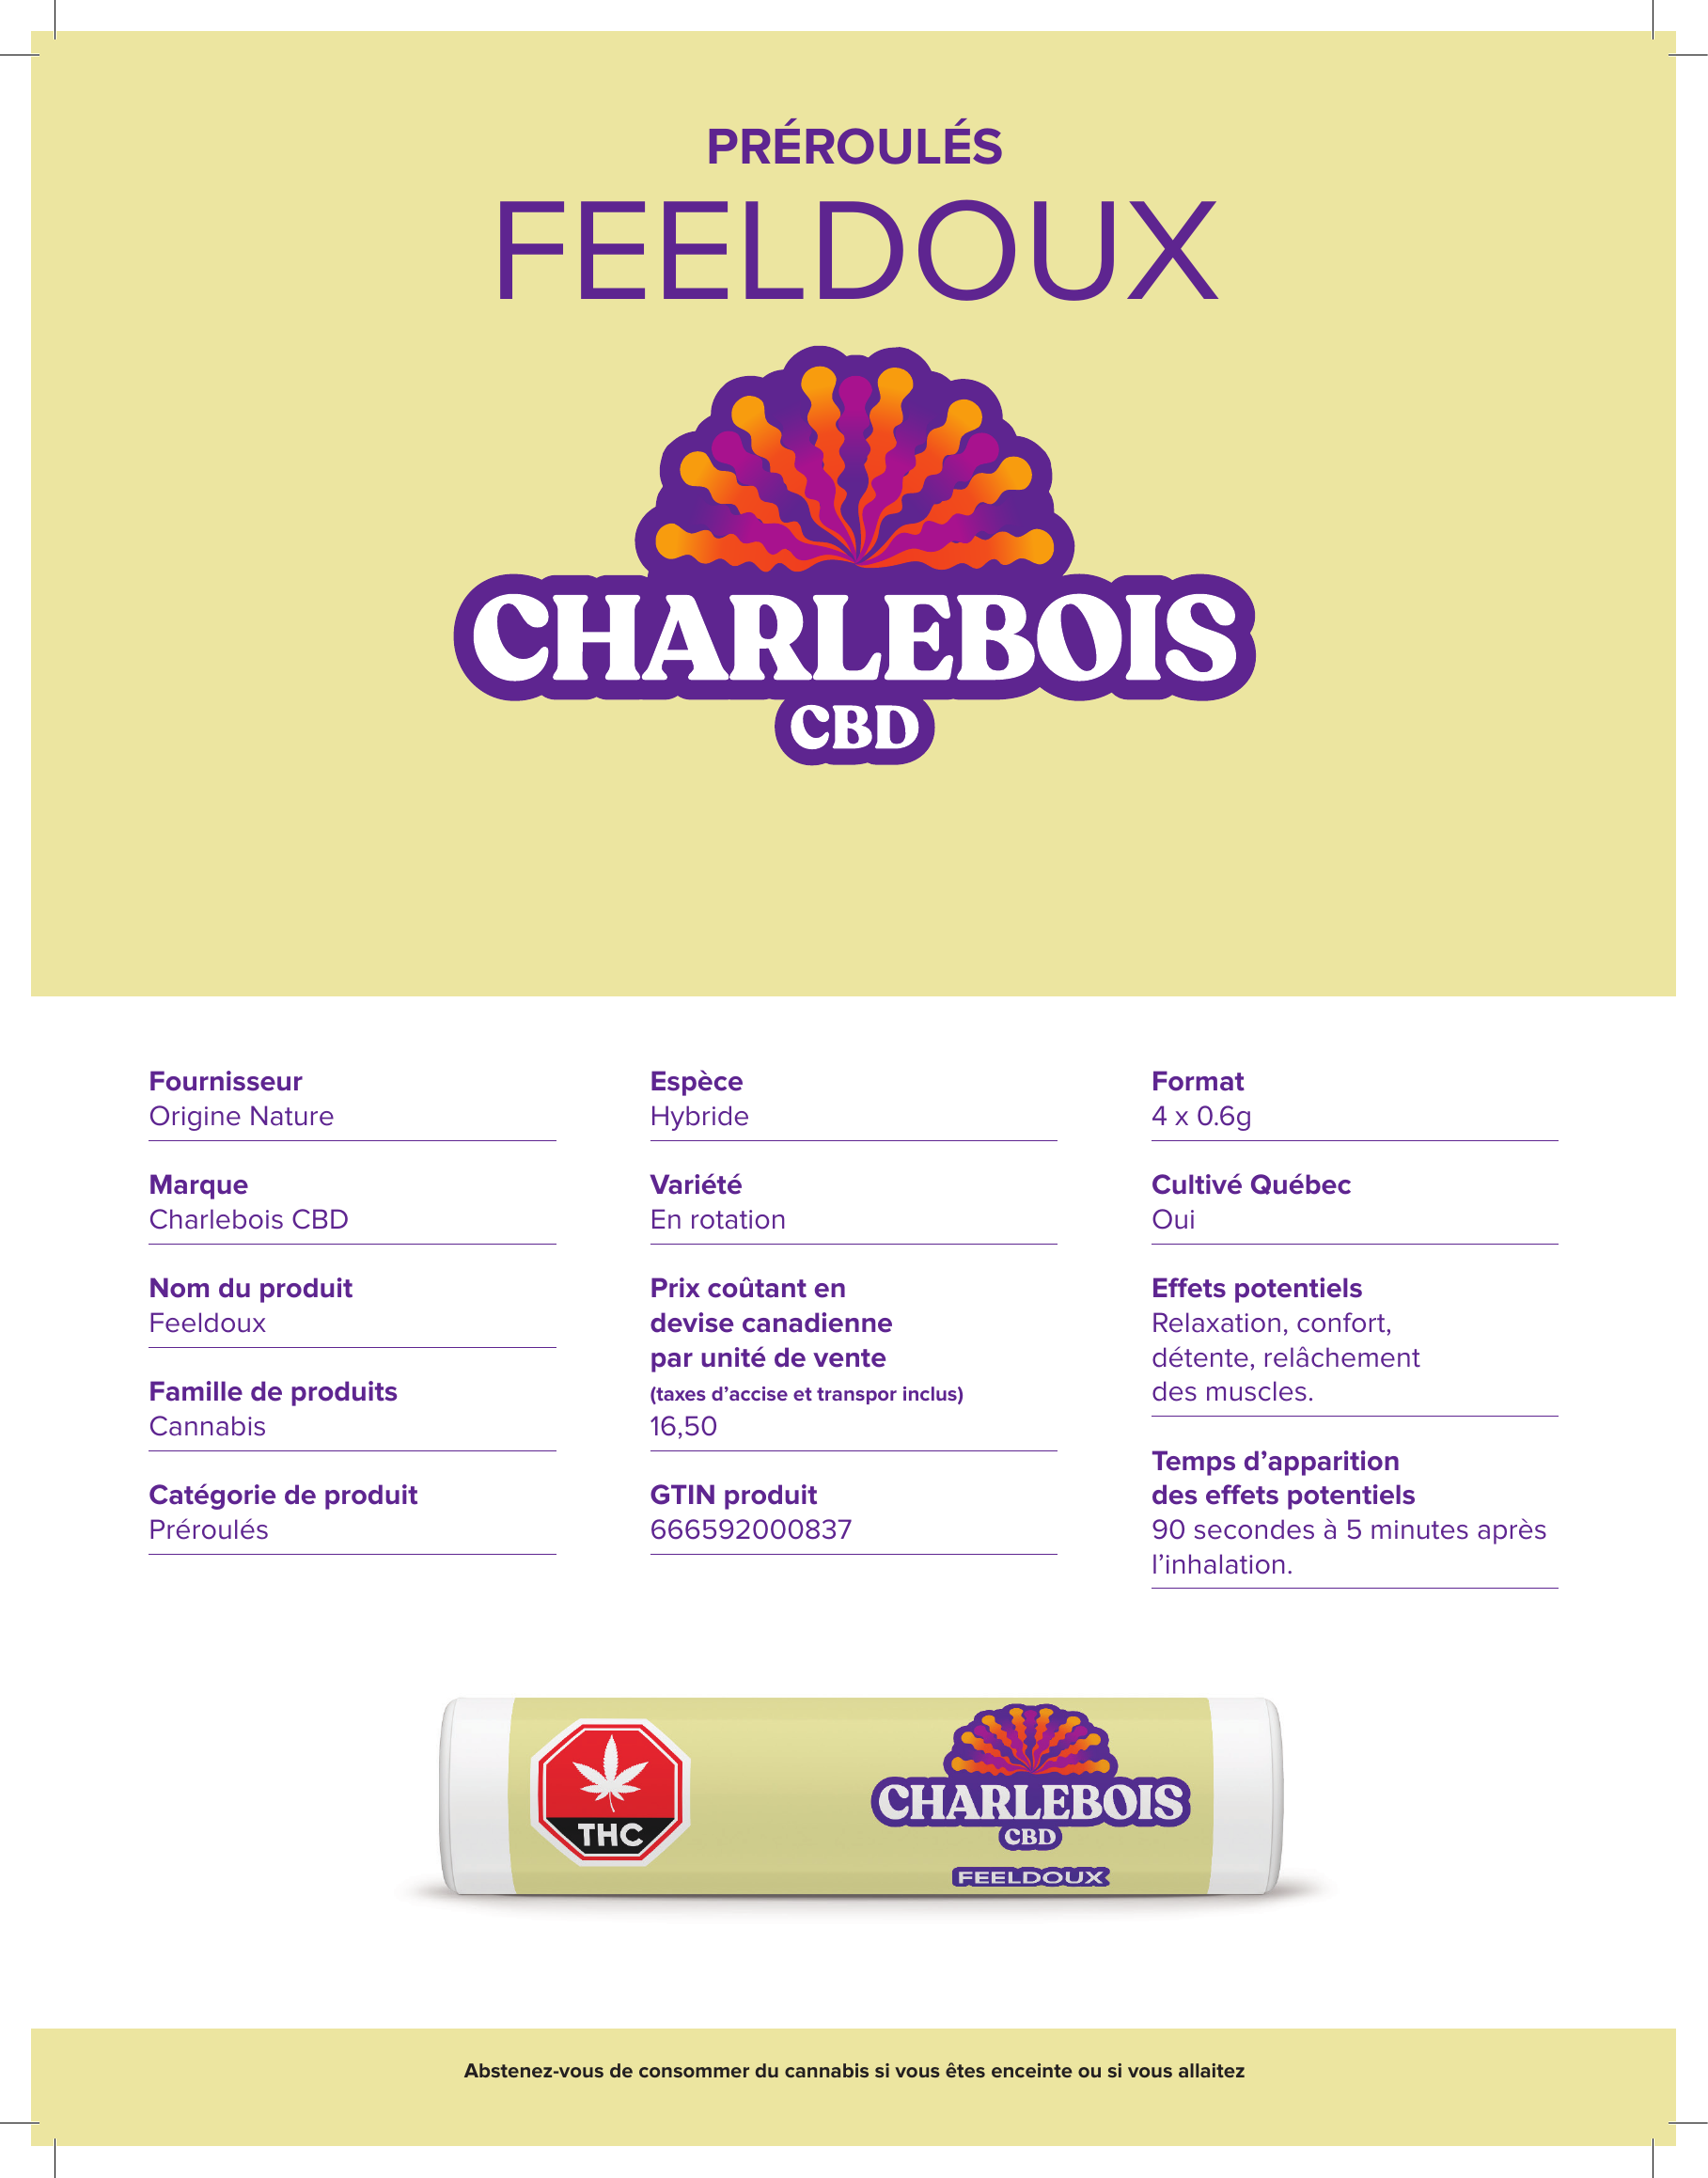 PRÉROULÉS
FEELDOUX
CHARLEBOIS
CBD
Fournisseur
Origine Nature
Marque
Charlebois CBD
Nom du produit
Feeldoux
Famille de produits
Cannabis
Catégorie de produit
Préroulés
Espèce
Hybride
Variété
En rotation
Prix coûtant en
devise canadienne
par unité de vente
(taxes d’accise et transpor inclus)
16,50
GTIN produit
666592000837
Format
4 x 0.6g
Cultivé Québec
Oui
Effets potentiels
Relaxation, confort,
détente, relâchement
des muscles.
Temps d’apparition
des effets potentiels
90 secondes à 5 minutes après
l’inhalation.
THC
CHARLEBOIS
CBD
FEELDOUX
Abstenez-vous de consommer du cannabis si vous êtes enceinte ou si vous allaitez